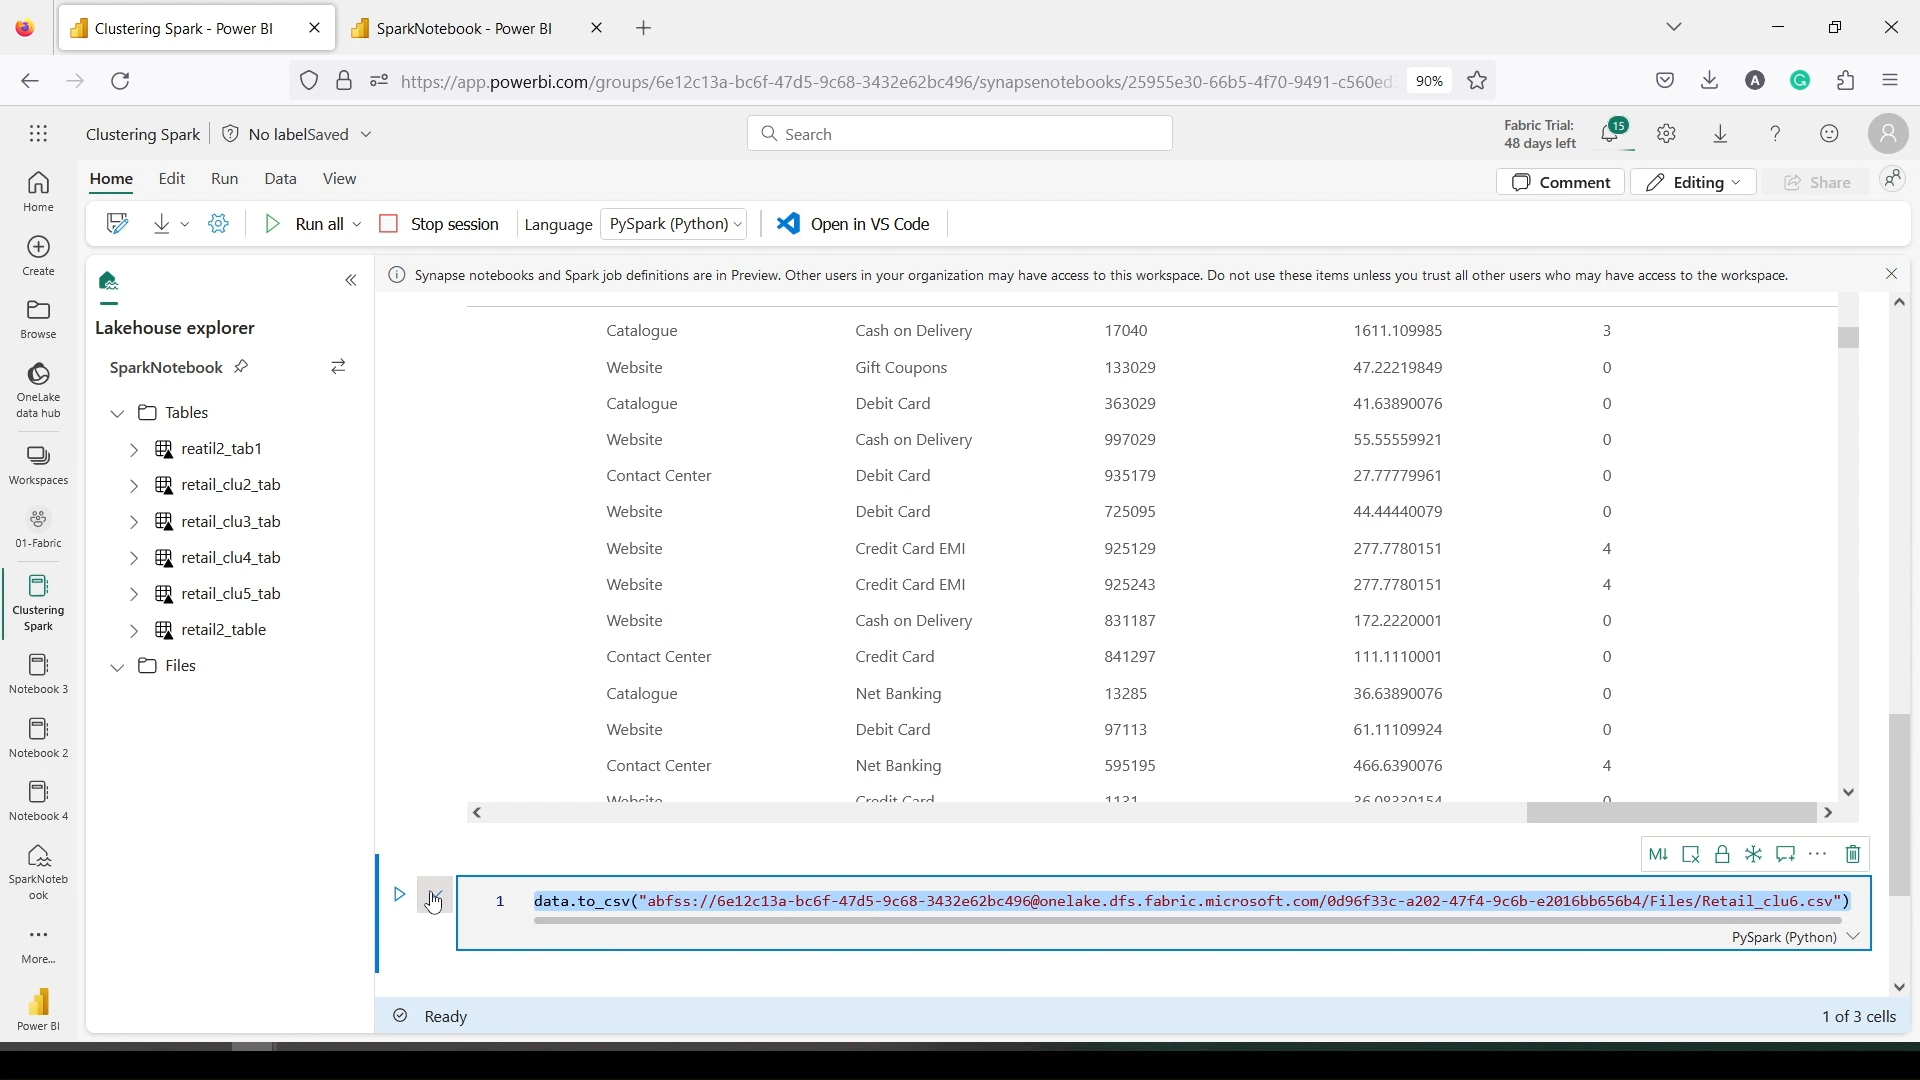 Clustering Spark - Power BI
SparkNotebook - Power BI
https://app.powerbi.com/groups/6e12c13a-bc6f-47d5-9c68-3432e62bc496/synapsenotebooks/25955e30-66b5-4f70-9491-c560ed
90%
A
G
Clustering Spark
No labelSaved
Search
Fabric Trial:
48 days left
15
?
Home
Create
Browse
OneLake
data hub
Workspaces
01-Fabric
Clustering
Spark
Notebook 3
Notebook 2
Notebook 4
SparkNoteb
ook
More...
Power BI
Home Edit Run Data View
Comment
Editing
Share
Run all
Stop session
Language
PySpark (Python)
Open in VS Code
Lakehouse explorer
SparkNotebook
Tables
reatil2_tab1
retail_clu2_tab
retail_clu3_tab
retail_clu4_tab
retail_clu5_tab
retail2_table
Files
Synapse notebooks and Spark job definitions are in Preview. Other users in your organization may have access to this workspace. Do not use these items unless you trust all other users who may have access to the workspace.
Catalogue Cash on Delivery 17040 1611.109985 3
Website Gift Coupons 133029 47.22219849 0
Catalogue Debit Card 363029 41.63890076 0
Website Cash on Delivery 997029 55.55559921 0
Contact Center Debit Card 935179 27.77779961 0
Website Debit Card 725095 44.44440079 0
Website Credit Card EMI 925129 277.7780151 4
Website Credit Card EMI 925243 277.7780151 4
Website Cash on Delivery 831187 172.2220001 0
Contact Center Credit Card 841297 111.1110001 0
Catalogue Net Banking 13285 36.63890076 0
Website Debit Card 97113 61.11109924 0
Contact Center Net Banking 595195 466.6390076 4
Website Credit Card 1131 36.08330154 0
M↓
1 data.to_csv("abfss://6e12c13a-bc6f-47d5-9c68-3432e62bc496@onelake.dfs.fabric.microsoft.com/0d96f33c-a202-47f4-9c6b-e2016bb656b4/Files/Retail_clu6.csv")
PySpark (Python)
Ready
1 of 3 cells